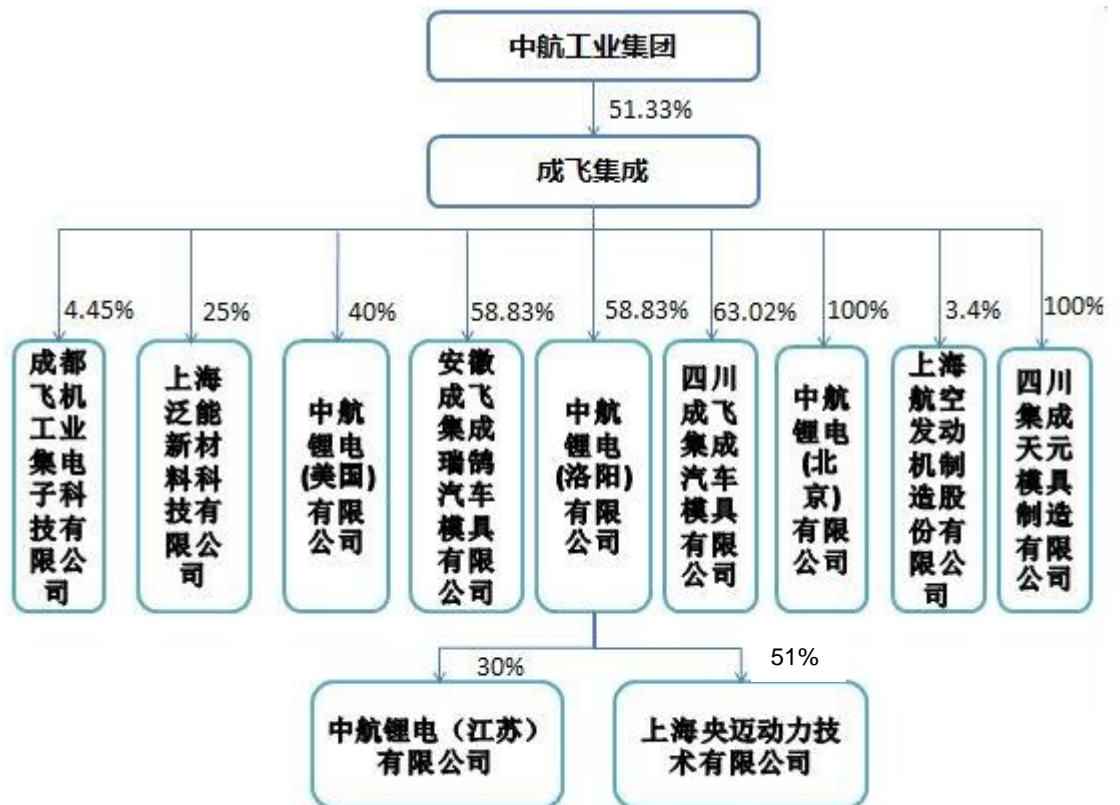 中航工业集团
51.33%
成飞集成
4.45%
25%
40%
58.83%
58.83%
63.02%
100%
3.4%
100%
成都
飞机
工业
集电
子科
技有
限公
司
上海
泛能
新材
料科
技有
限公
司
中航
锂电
(美国)
有限
公司
安徽
成飞
集成
瑞鹄
汽车
模具
有限
公司
中航
锂电
(洛阳)
有限
公司
四川
成飞
集成
汽车
模具
有限
公司
中航
锂电
(北
京)
有限
公司
上海
航空
发动
机制
造股
份有
限公
司
四川
集成
天元
模具
制造
有限
公司
30%
51%
中航锂电（江苏）
有限公司
上海央迈动力技
术有限公司